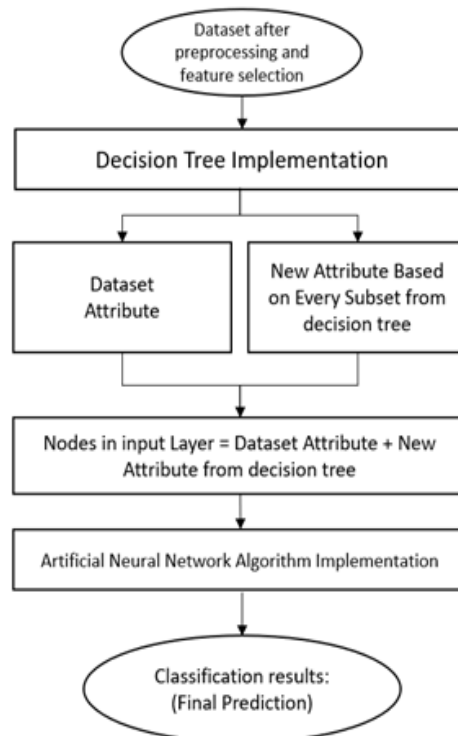 Dataset after
preprocessing and
feature selection
Decision Tree Implementation
Dataset
Attribute
New Attribute Based
on Every Subset from
decision tree
Nodes in input Layer = Dataset Attribute + New
Attribute from decision tree
Artificial Neural Network Algorithm Implementation
Classification results:
(Final Prediction)